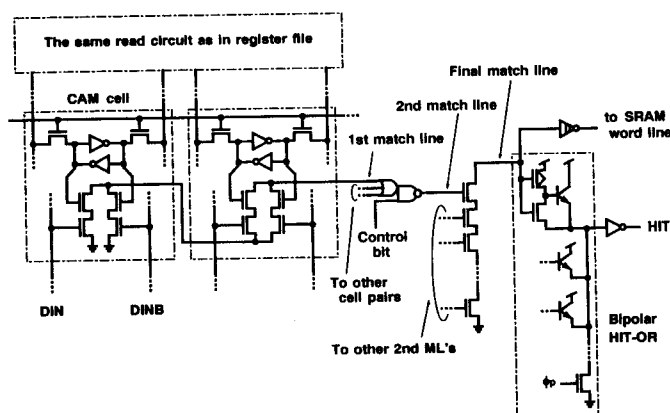 The same read circuit as in register file
Final match line
CAM cell
2nd match line
to SRAM
word line
1st match line
Control
bit
HIT
To other
cell pairs
DIN
DINB
To other 2nd ML's
Bipolar
HIT-OR
φp